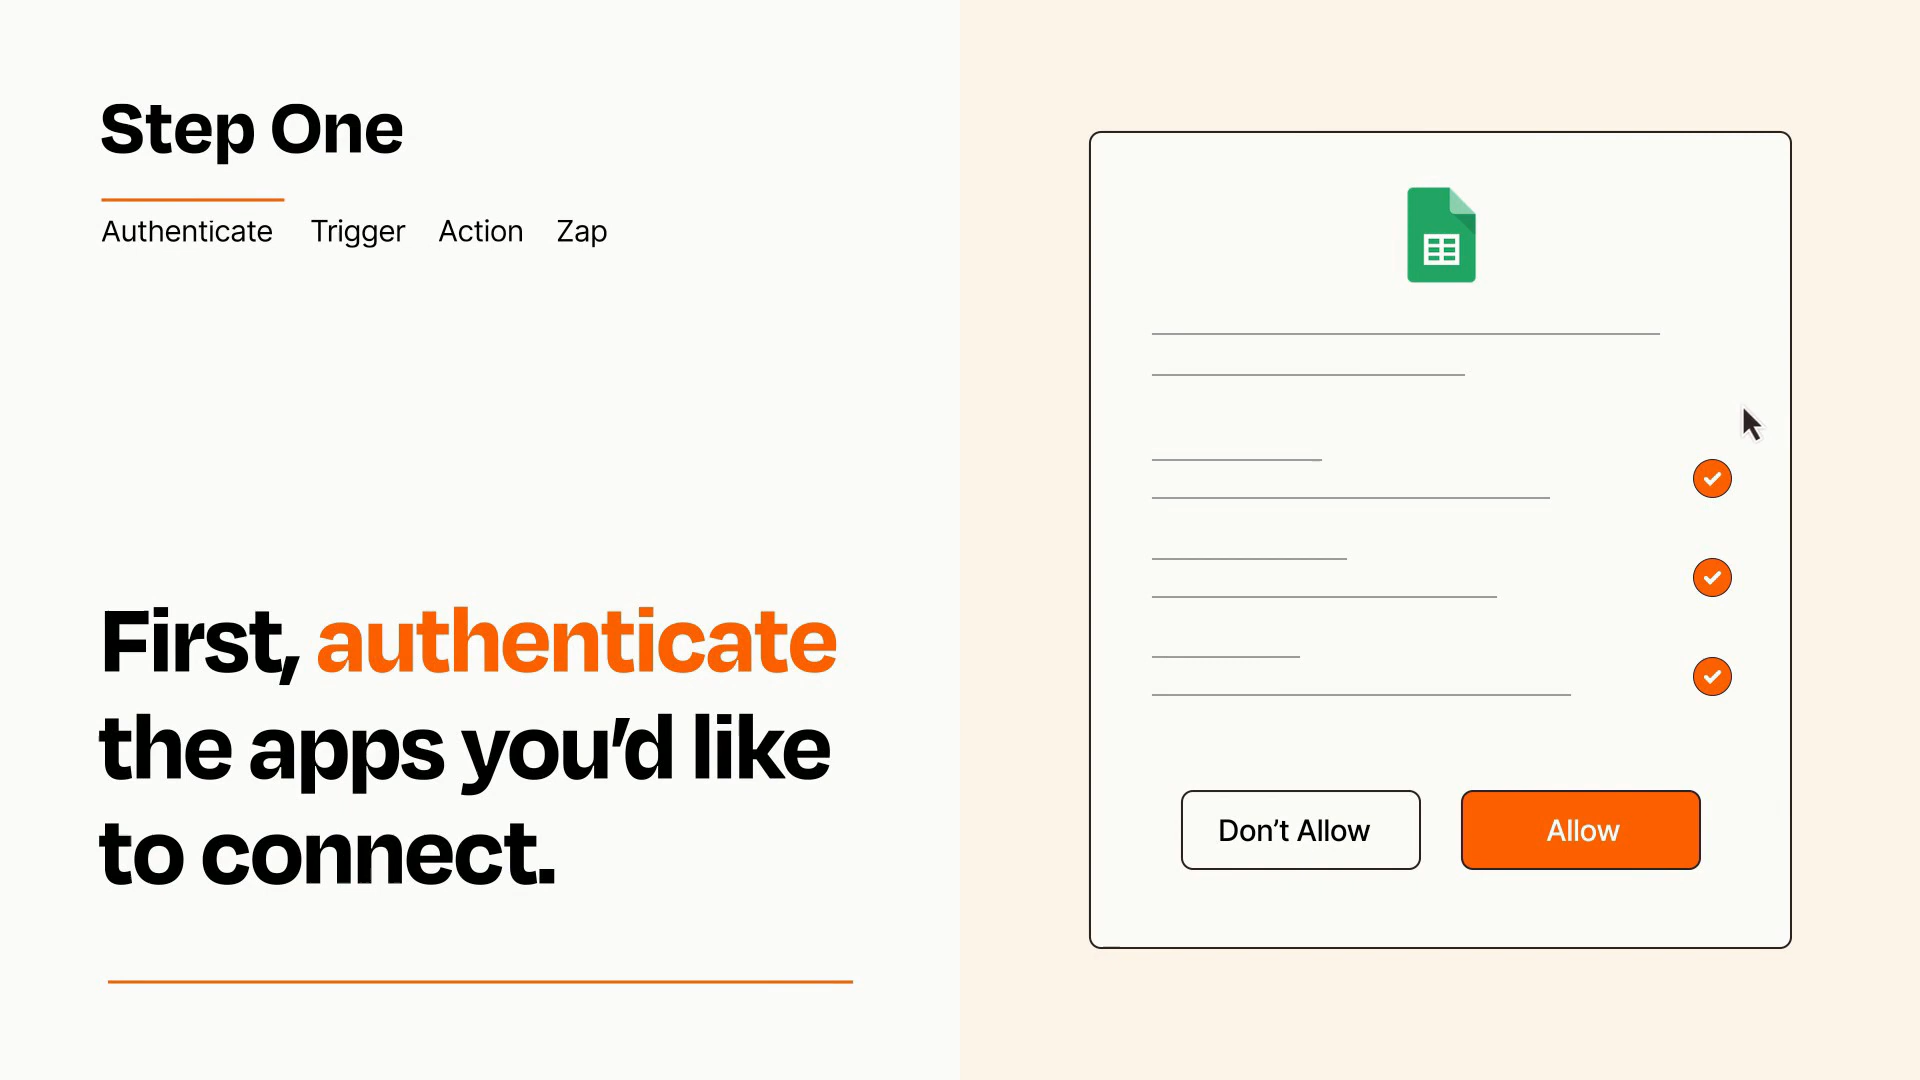 Step One
Authenticate Trigger Action Zap
First, authenticate
the apps you’d like
to connect.
Don’t Allow
Allow